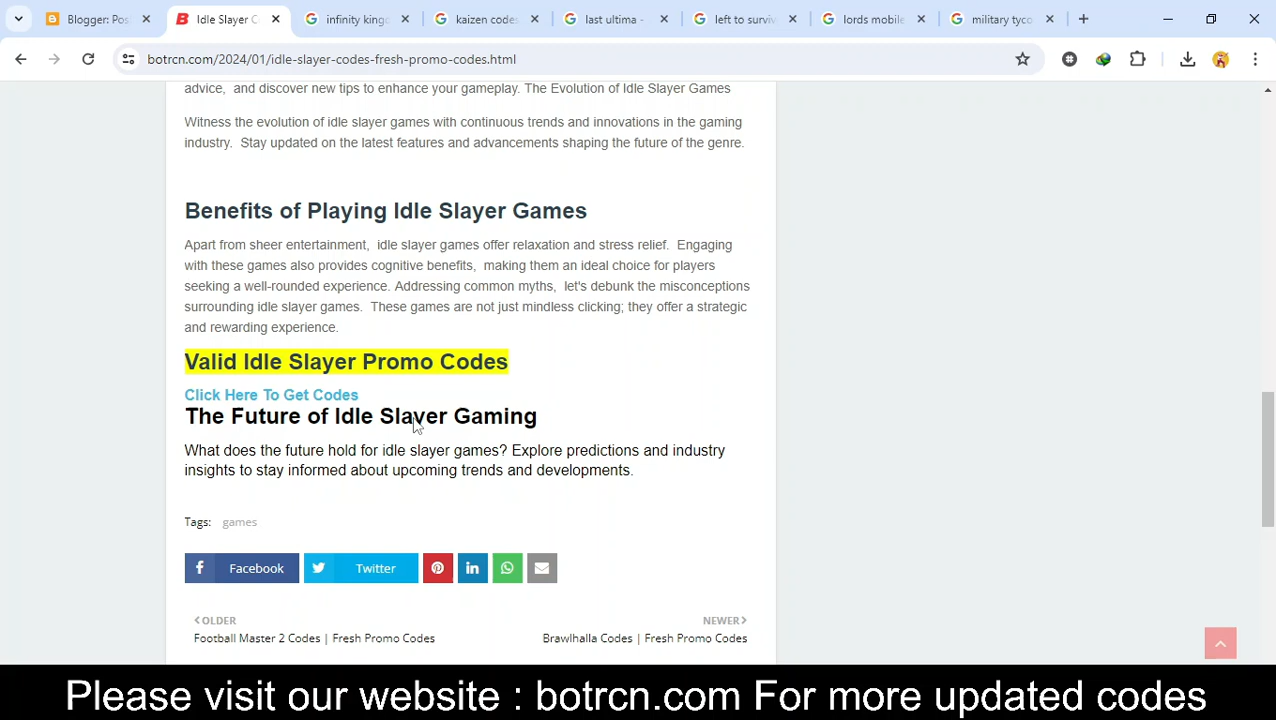 Blogger: Pos
Idle Slayer C
infinity king
kaizen code
last ultima -
left to surviv
lords mobile
military tyco
botrcn.com/2024/01/idle-slayer-codes-fresh-promo-codes.html
advice, and discover new tips to enhance your gameplay. The Evolution of Idle Slayer Games
Witness the evolution of idle slayer games with continuous trends and innovations in the gaming
industry. Stay updated on the latest features and advancements shaping the future of the genre.
Benefits of Playing Idle Slayer Games
Apart from sheer entertainment, idle slayer games offer relaxation and stress relief. Engaging
with these games also provides cognitive benefits, making them an ideal choice for players
seeking a well-rounded experience. Addressing common myths, let's debunk the misconceptions
surrounding idle slayer games. These games are not just mindless clicking; they offer a strategic
and rewarding experience.
Valid Idle Slayer Promo Codes
Click Here To Get Codes
The Future of Idle Slayer Gaming
What does the future hold for idle slayer games? Explore predictions and industry
insights to stay informed about upcoming trends and developments.
Tags: games
Facebook
Twitter
OLDER
Football Master 2 Codes | Fresh Promo Codes
NEWER
Brawlhalla Codes | Fresh Promo Codes
Please visit our website : botrcn.com For more updated codes